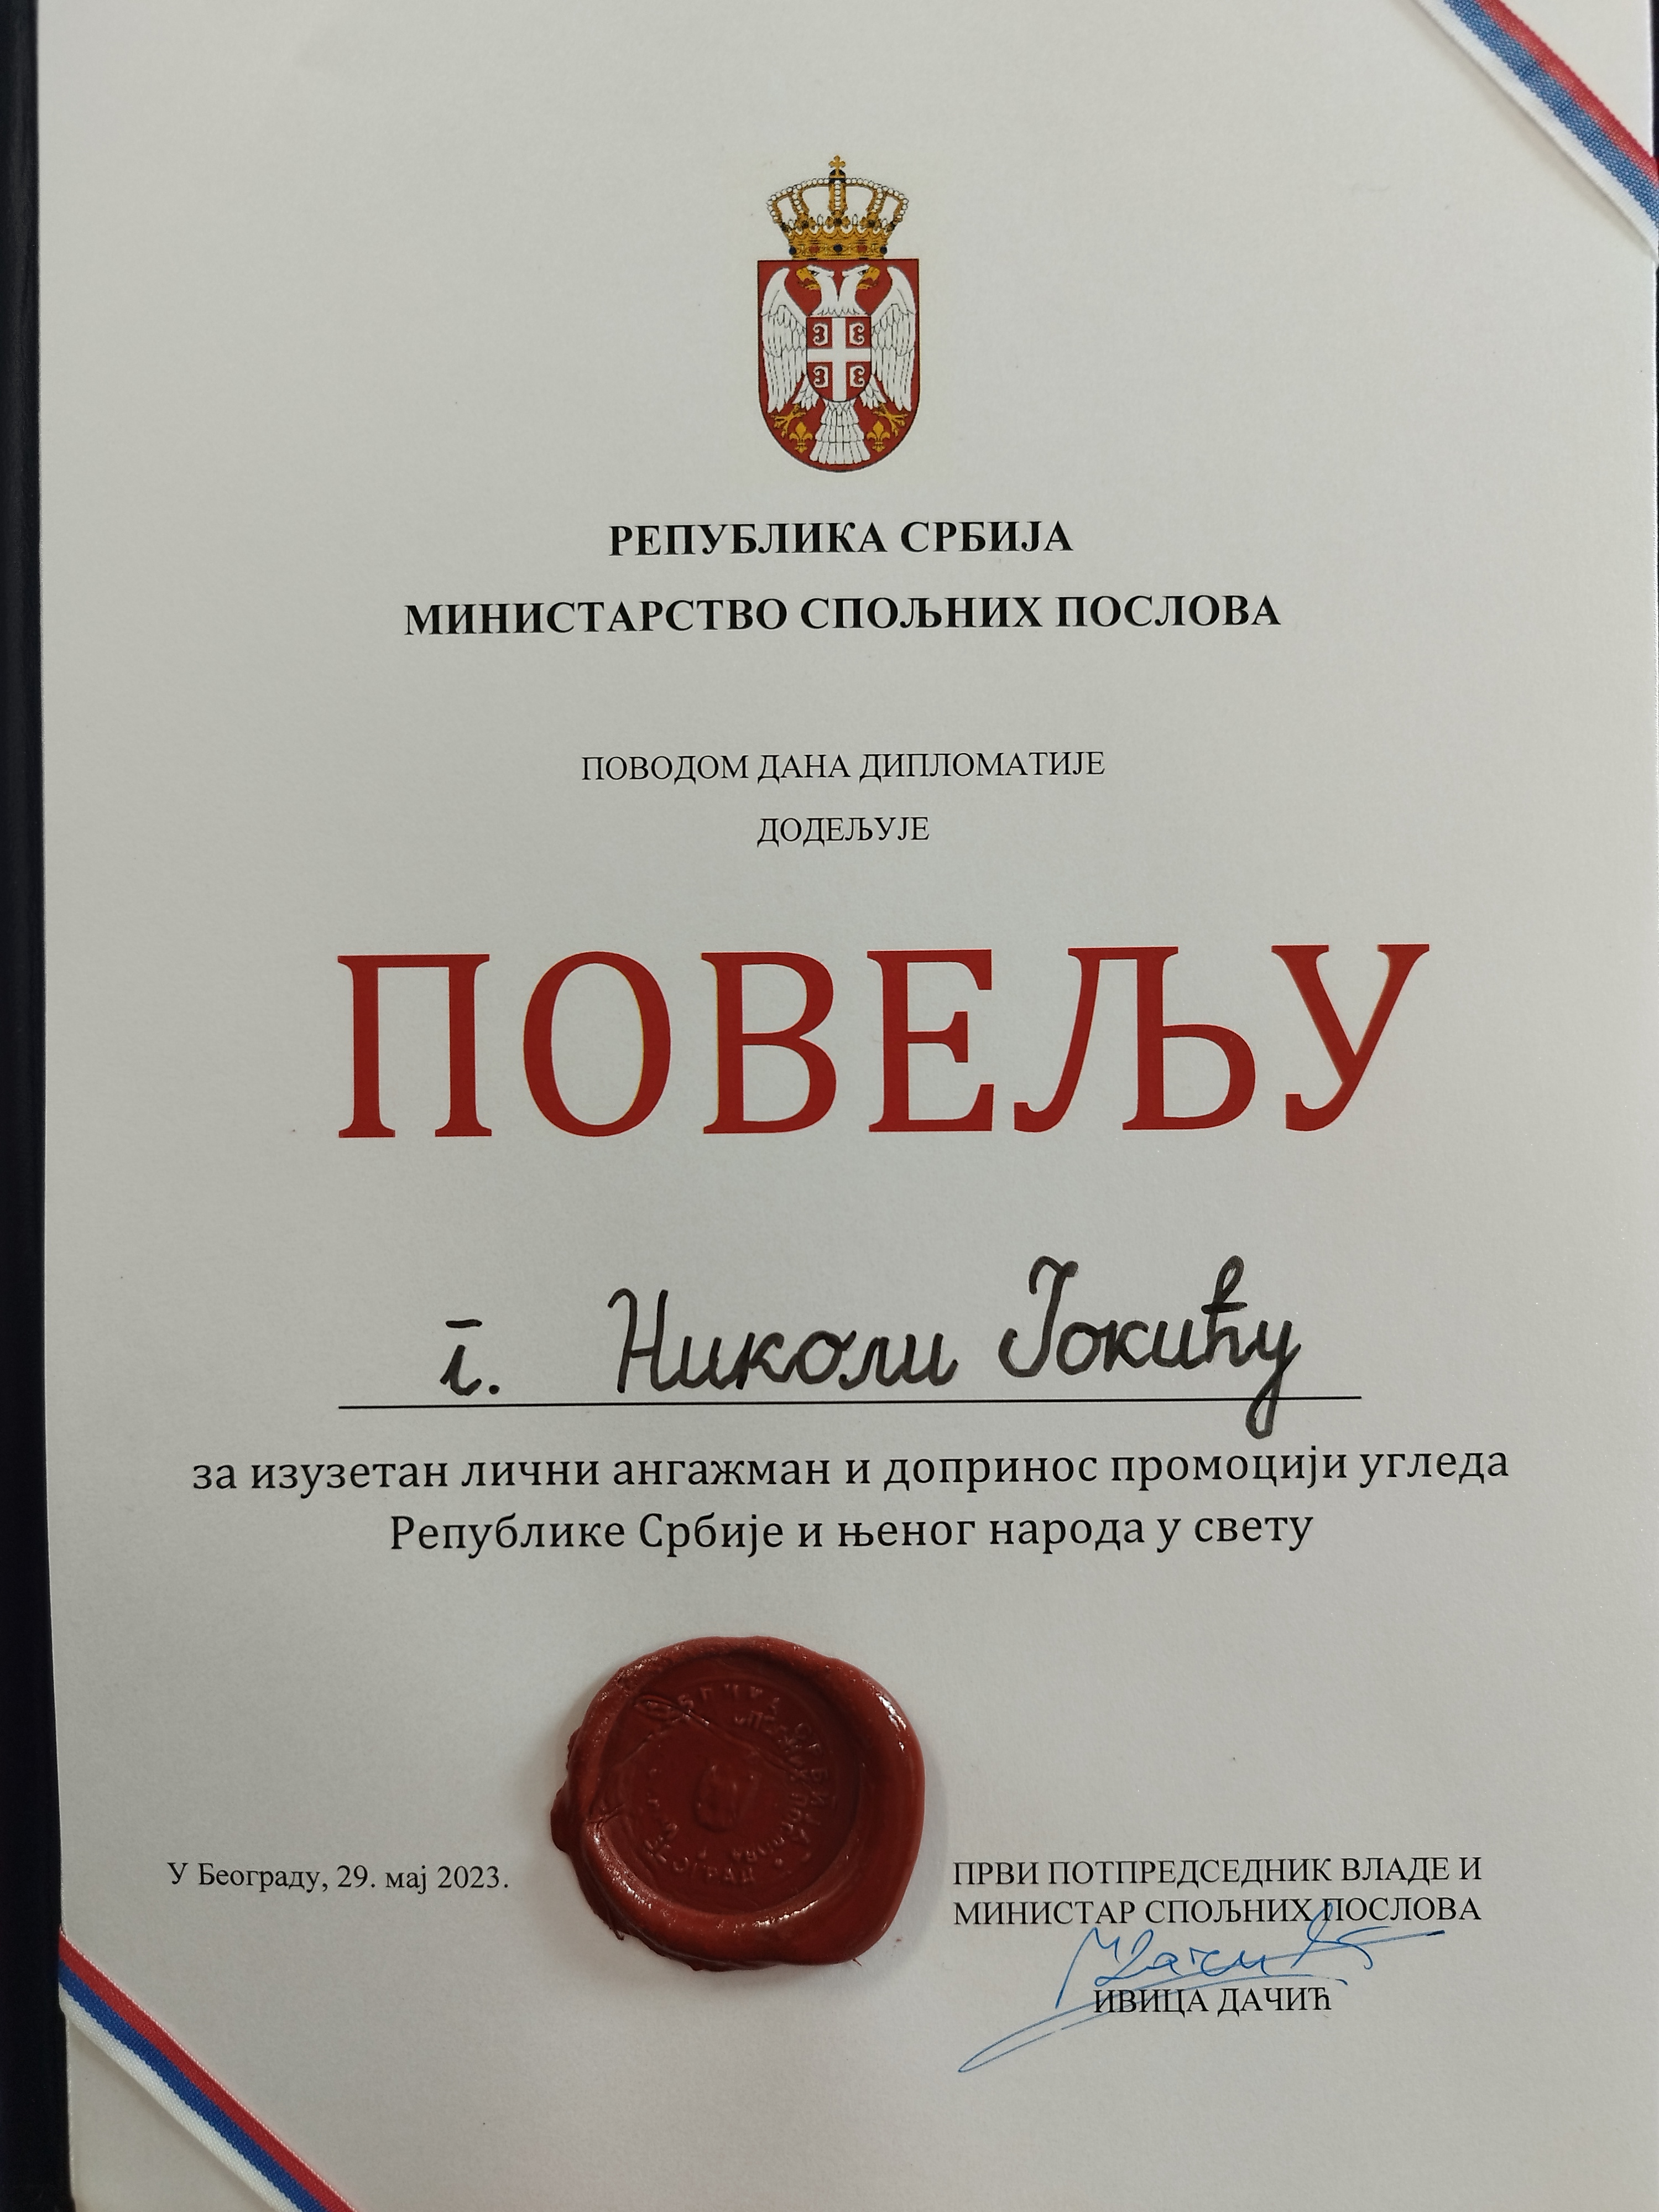 РЕПУБЛИКА СРБИЈА
МИНИСТАРСТВО СПОЉНИХ ПОСЛОВА
ПОВОДОМ ДАНА ДИПЛОМАТИЈЕ
ДОДЕЉУЈЕ
ПОВЕЉУ
г. Николи Јокићу
за изузетан лични ангажман и допринос промоцији угледа
Републике Србије и њеног народа у свету
У Београду, 29. мај 2023.
ПРВИ ПОТПРЕДСЕДНИК ВЛАДЕ И
МИНИСТАР СПОЉНИХ ПОСЛОВА
ИВИЦА ДАЧИЋ